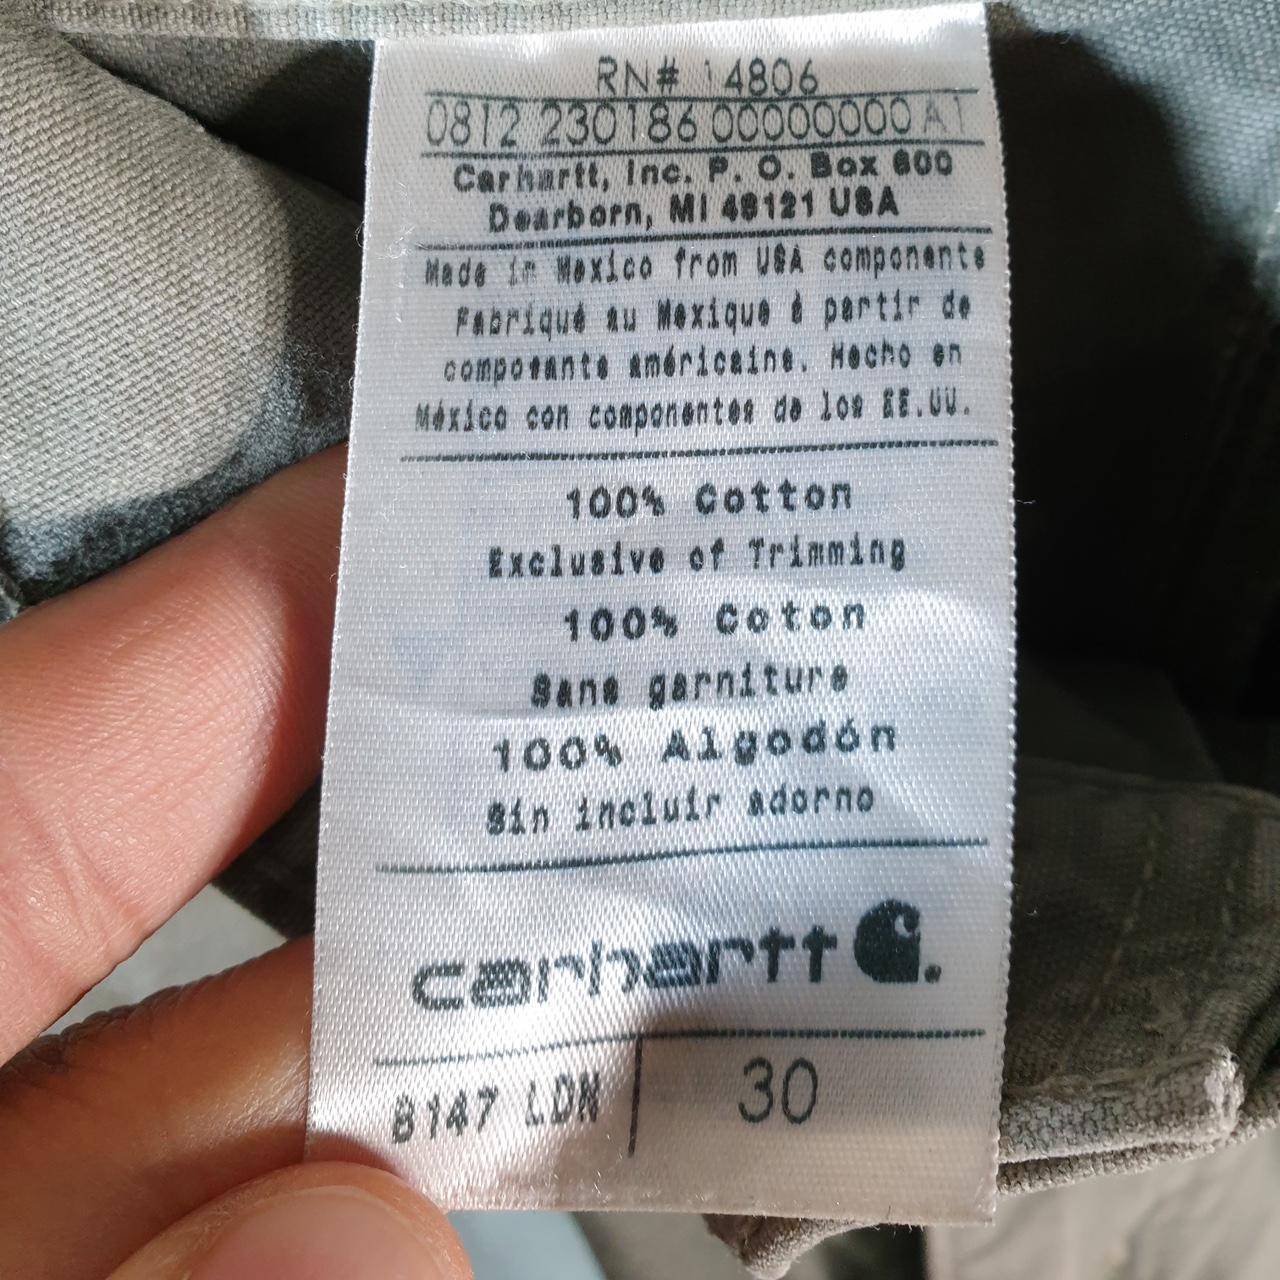 RN# 14806
0812 230186 00000000 A1
Carhartt, Inc. P. O. Box 600
Dearborn, MI 48121 USA
Made in Mexico from USA components
Fabriqué au Mexique à partir de
composants américains. Hecho en
México con componentes de los EE.UU.
100% Cotton
Exclusive of Trimming
100% Coton
Sans garniture
100% Algodón
Sin incluir adorno
carhartt
B147 LDN 30